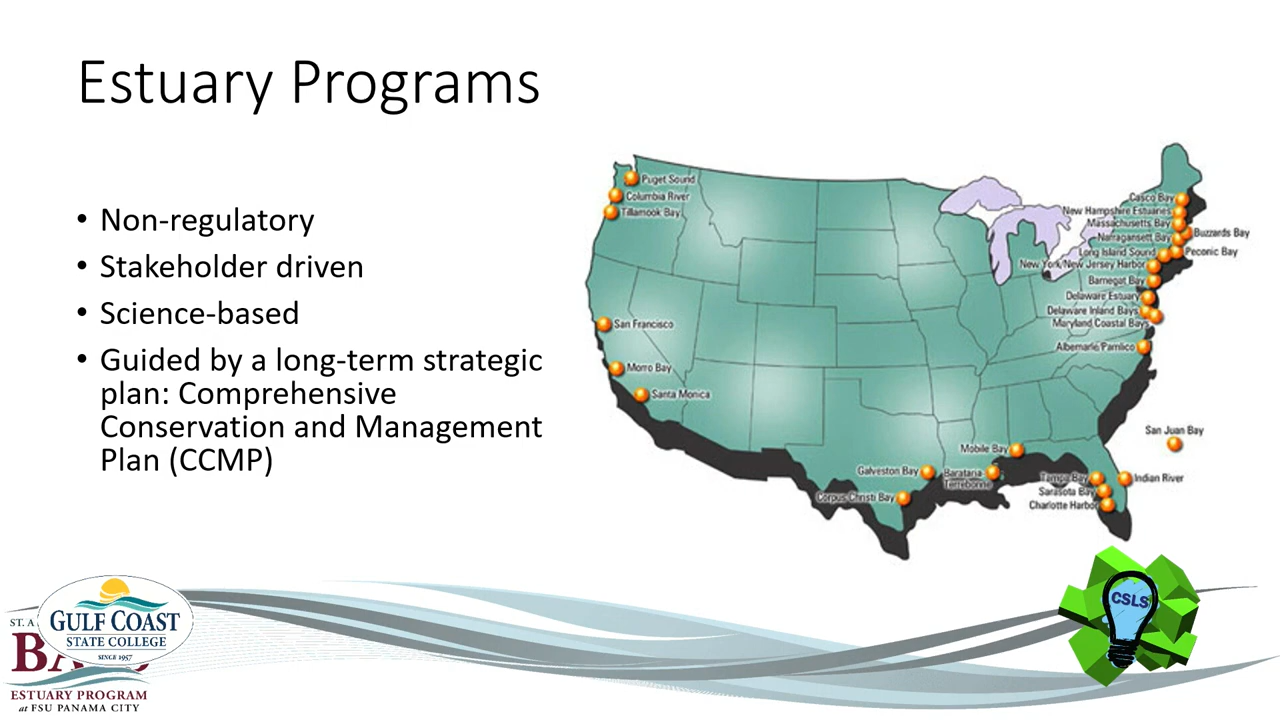 Estuary Programs
• Non-regulatory
• Stakeholder driven
• Science-based
• Guided by a long-term strategic
plan: Comprehensive
Conservation and Management
Plan (CCMP)
Puget Sound
Columbia River
Tillamook Bay
San Francisco
Morro Bay
Santa Monica
Casco Bay
New Hampshire Estuaries
Massachusetts Bay
Buzzards Bay
Narragansett Bay
Long Island Sound
Peconic Bay
New York/New Jersey Harbor
Barnegat Bay
Delaware Estuary
Delaware Inland Bays
Maryland Coastal Bays
Albemarle/Pamlico
San Juan Bay
Mobile Bay
Galveston Bay
Barataria-
Terrebonne
Corpus Christi Bay
Tampa Bay
Indian River
Sarasota Bay
Charlotte Harbor
GULF COAST
STATE COLLEGE
SINCE 1957
ST. A
ESTUARY PROGRAM
at FSU PANAMA CITY
CSLS